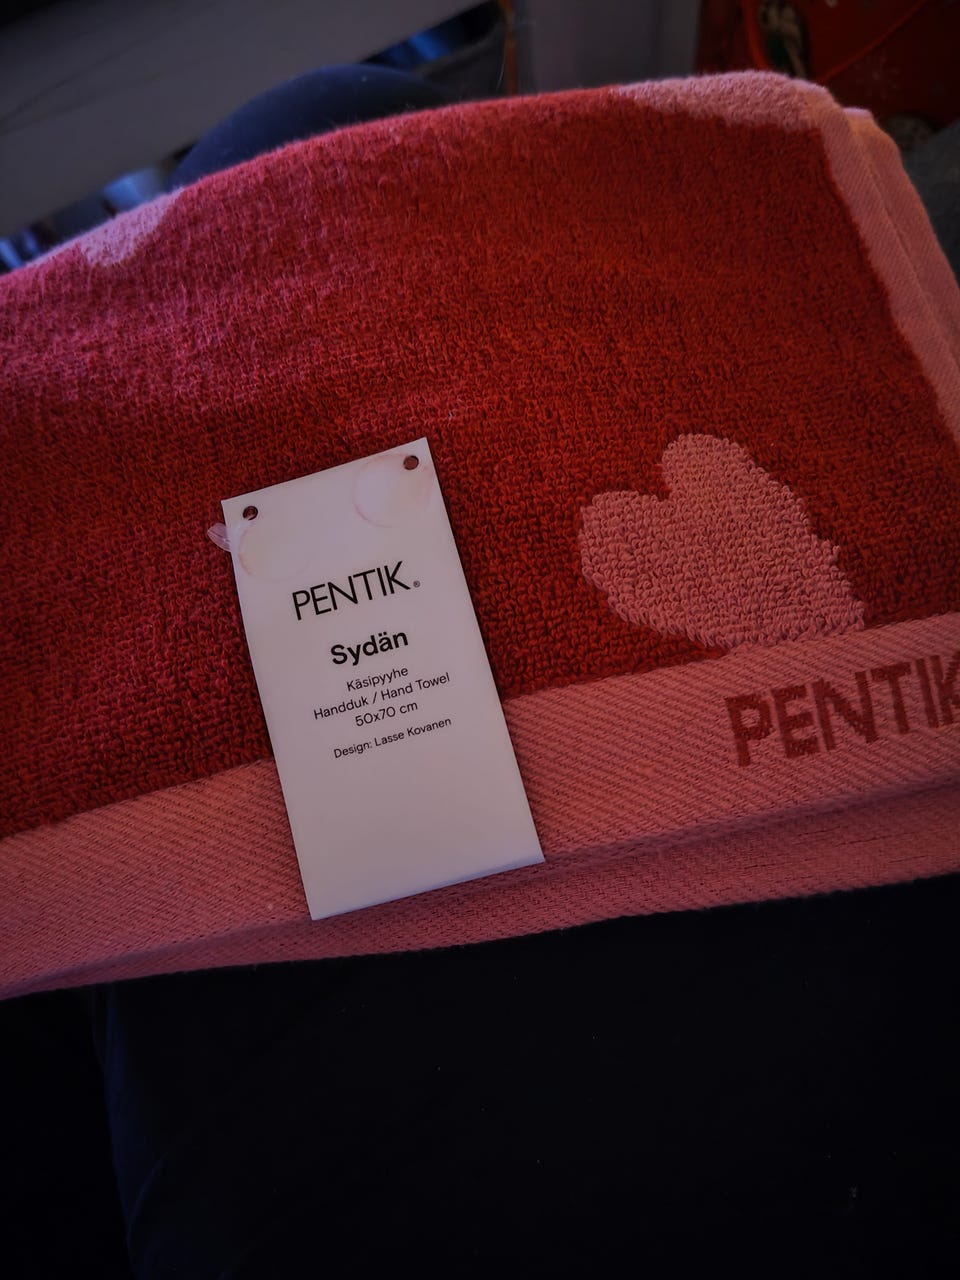 PENTIK®
Sydän
Käsipyyhe
Handduk / Hand Towel
50x70 cm
Design: Lasse Kovanen
PENTIK